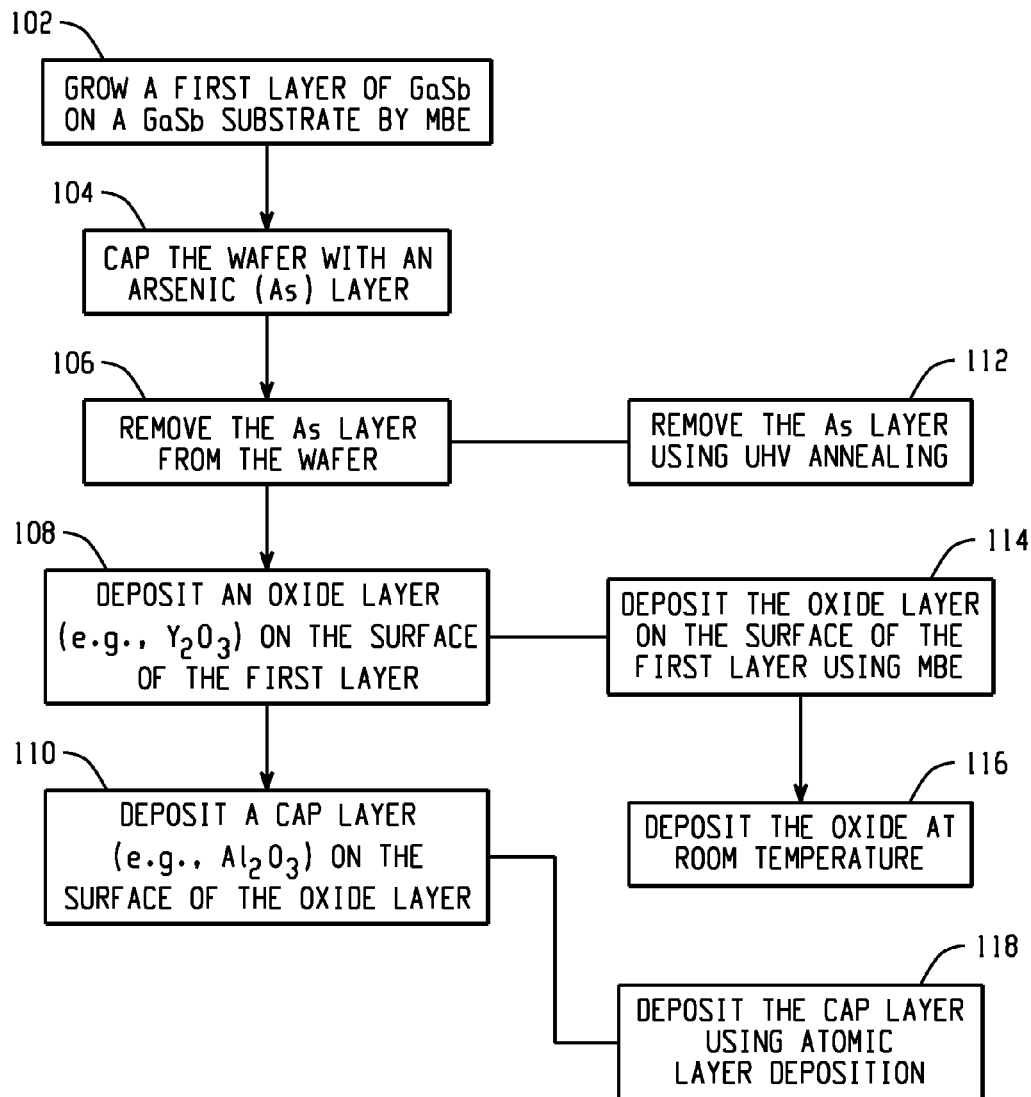 102
GROW A FIRST LAYER OF GaSb
ON A GaSb SUBSTRATE BY MBE
104
CAP THE WAFER WITH AN
ARSENIC (As) LAYER
106
REMOVE THE As LAYER
FROM THE WAFER
112
REMOVE THE As LAYER
USING UHV ANNEALING
108
DEPOSIT AN OXIDE LAYER
(e.g., Y₂O₃) ON THE SURFACE
OF THE FIRST LAYER
114
DEPOSIT THE OXIDE LAYER
ON THE SURFACE OF THE
FIRST LAYER USING MBE
110
DEPOSIT A CAP LAYER
(e.g., Al₂O₃) ON THE
SURFACE OF THE OXIDE LAYER
116
DEPOSIT THE OXIDE AT
ROOM TEMPERATURE
118
DEPOSIT THE CAP LAYER
USING ATOMIC
LAYER DEPOSITION